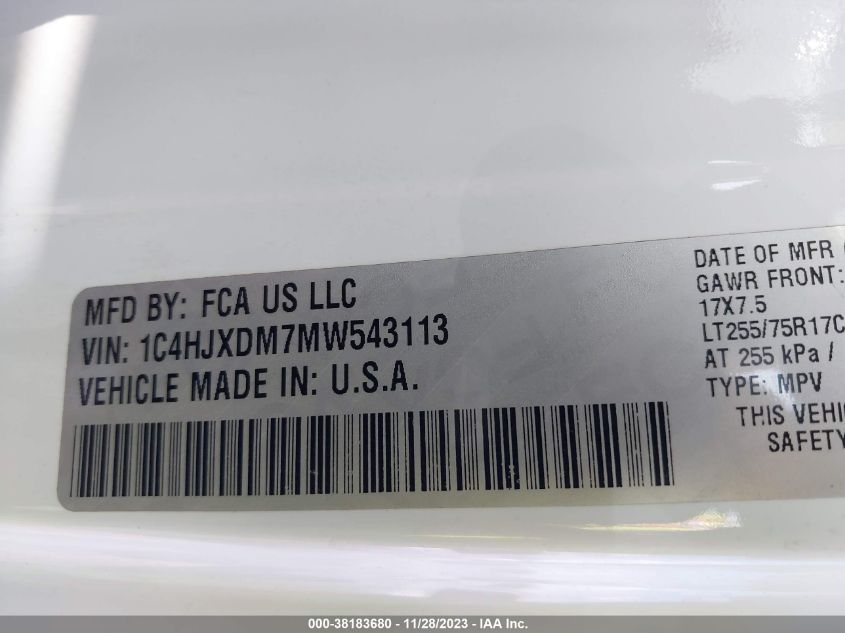 MFD BY: FCA US LLC
VIN: 1C4HJXDM7MW543113
VEHICLE MADE IN: U.S.A.
DATE OF MFR
GAWR FRONT:
17X7.5
LT255/75R17C
AT 255 kPa /
TYPE: MPV
THIS VEHI
SAFETY
000-38183680 - 11/28/2023 - IAA Inc.